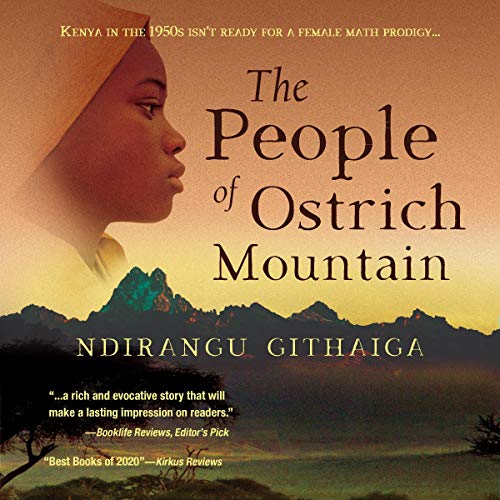 KENYA IN THE 1950S ISN'T READY FOR A FEMALE MATH PRODIGY...
The
People
of Ostrich
Mountain
NDIRANGU GITHAIGA
“...a rich and evocative story that will
make a lasting impression on readers.”
—Booklife Reviews, Editor's Pick
“Best Books of 2020”—Kirkus Reviews